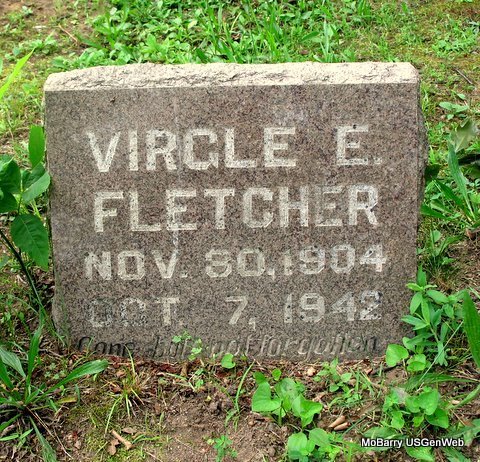 VIRGLE E.
FLETCHER
NOV. 30, 1904
OCT. 7, 1942
Gone But Not Forgotten
MoBarry USGenWeb